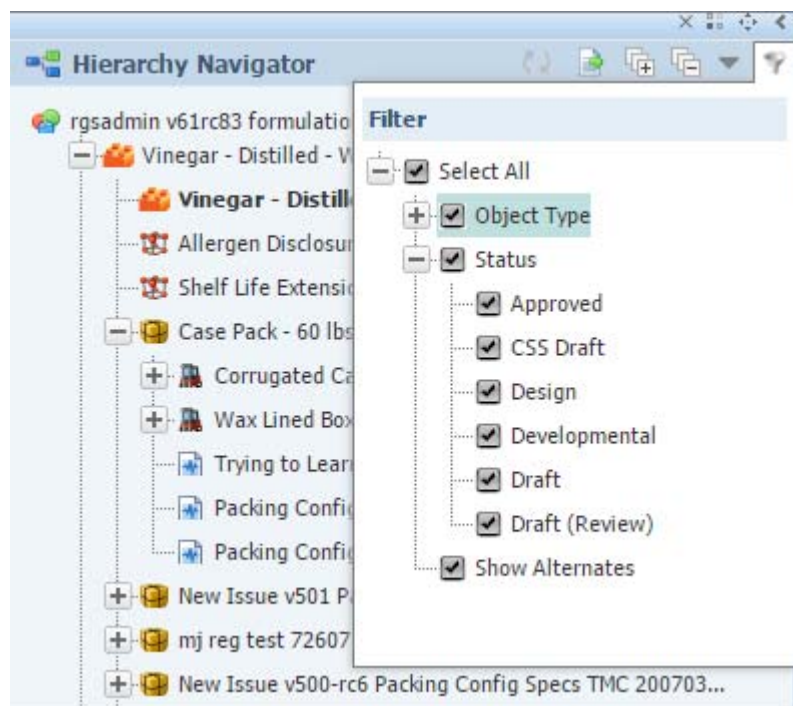 Hierarchy Navigator
rgsadmin v61rc83 formulatio
Vinegar - Distilled - W
Vinegar - Distill
Allergen Disclosur
Shelf Life Extensio
Case Pack - 60 lbs
Corrugated Ca
Wax Lined Box
Trying to Lear
Packing Config
Packing Config
New Issue v501 P
mj reg test 72607
New Issue v500-rc6 Packing Config Specs TMC 200703...
Filter
Select All
Object Type
Status
Approved
CSS Draft
Design
Developmental
Draft
Draft (Review)
Show Alternates